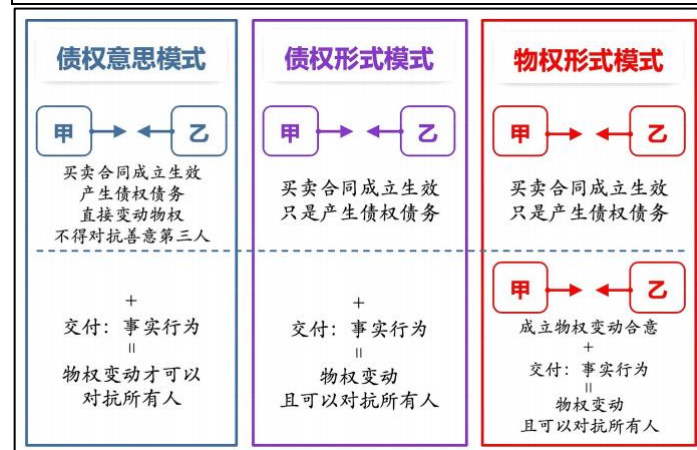 债权意思模式
甲 乙
买卖合同成立生效
产生债权债务
直接变动物权
不得对抗善意第三人
+
交付：事实行为
=
物权变动才可以
对抗所有人
债权形式模式
甲 乙
买卖合同成立生效
只是产生债权债务
+
交付：事实行为
=
物权变动
且可以对抗所有人
物权形式模式
甲 乙
买卖合同成立生效
只是产生债权债务
甲 乙
成立物权变动合意
+
交付：事实行为
=
物权变动
且可以对抗所有人